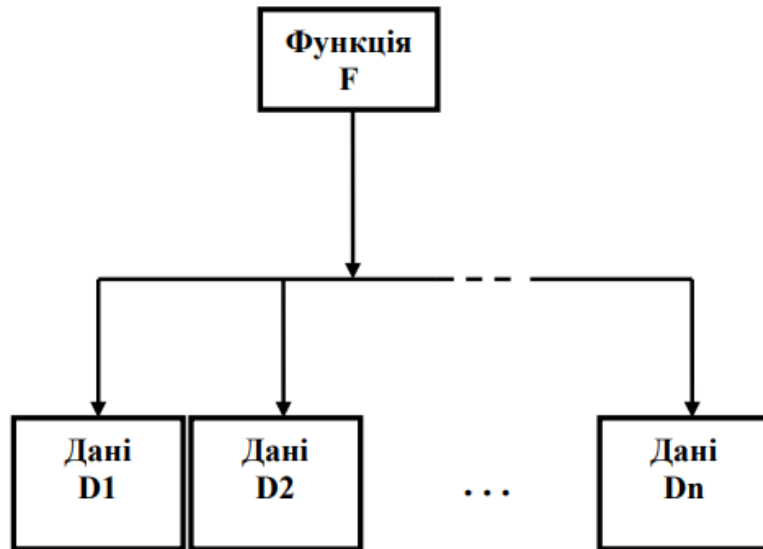 Функція
F
Дані
D1
Дані
D2
. . .
Дані
Dn